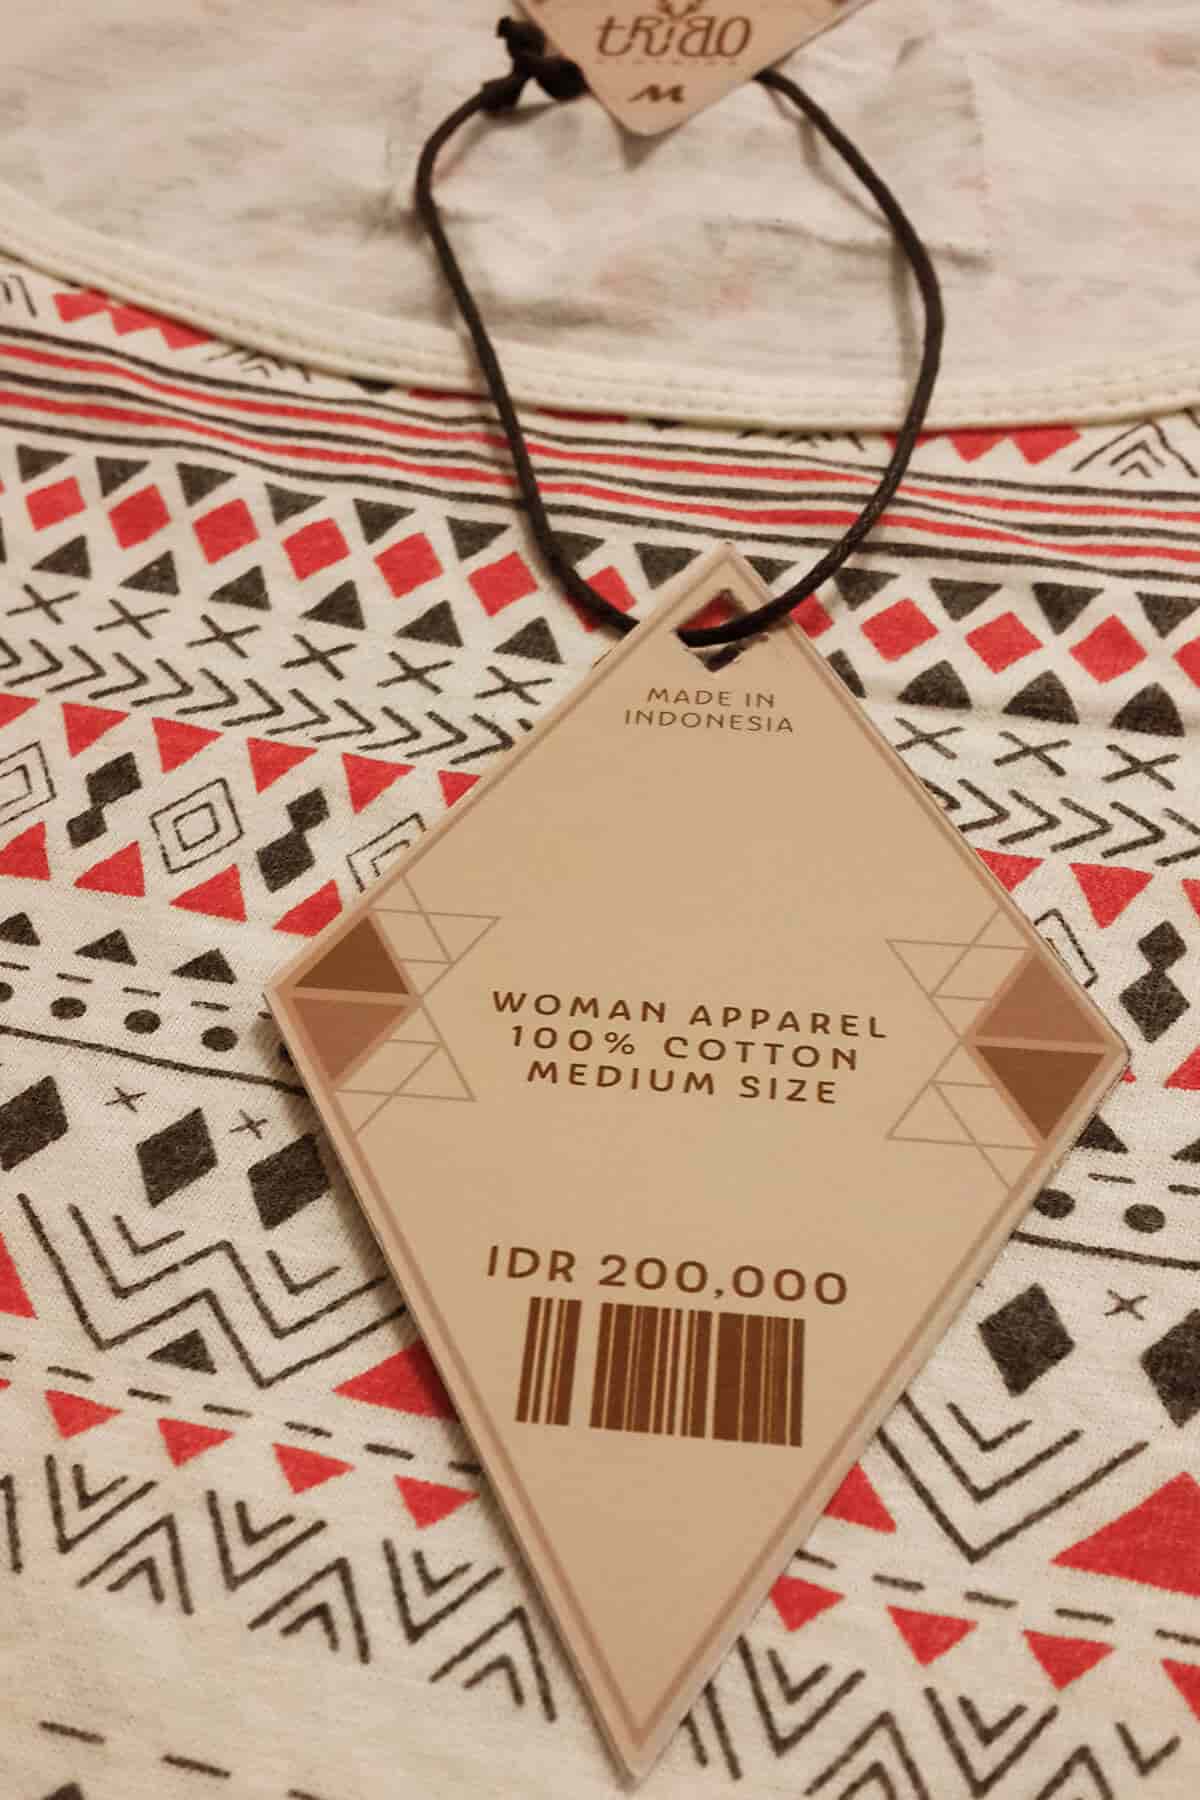 TRIBO
M
MADE IN
INDONESIA
WOMAN APPAREL
100% COTTON
MEDIUM SIZE
IDR 200,000